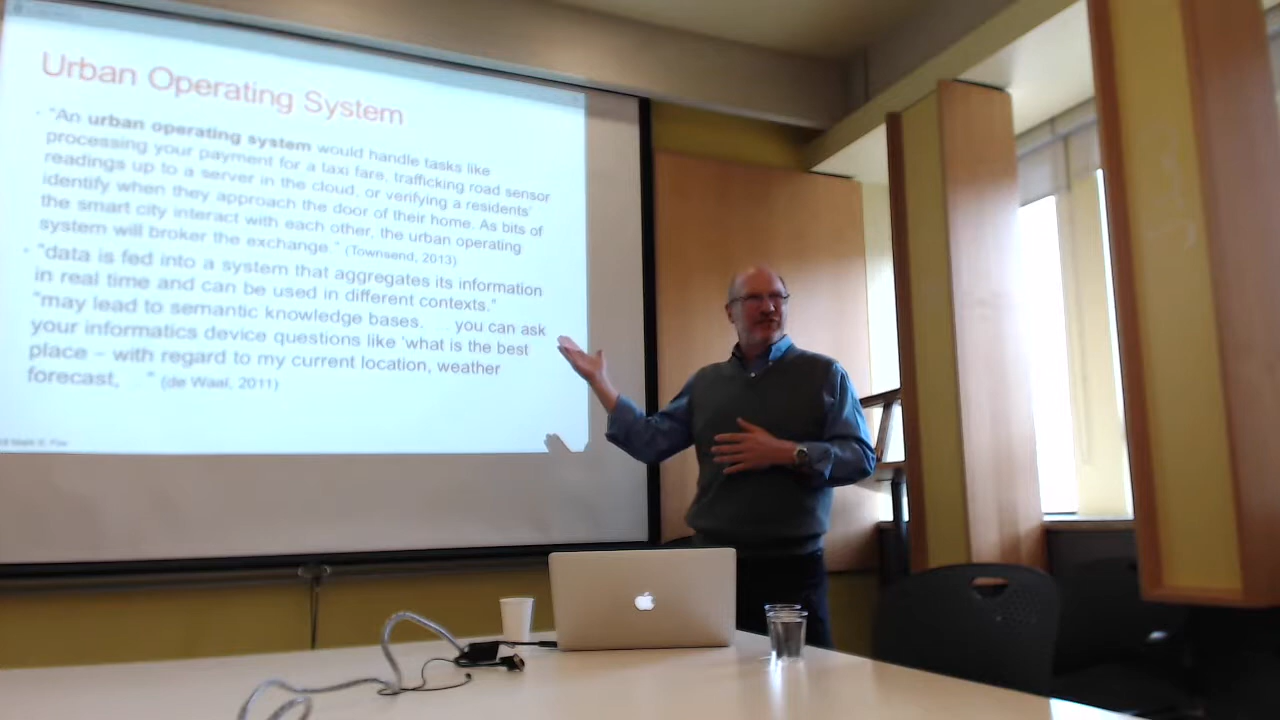 Urban Operating System
"An urban operating system would handle tasks like
processing your payment for a taxi fare, trafficking road sensor
readings up to a server in the cloud, or verifying a residents'
identify when they approach the door of their home. As bits of
the smart city interact with each other, the urban operating
system will broker the exchange." (Townsend, 2013)
"data is fed into a system that aggregates its information
in real time and can be used in different contexts."
"may lead to semantic knowledge bases. … you can ask
your informatics device questions like 'what is the best
place – with regard to my current location, weather
forecast, … " (de Waal, 2011)
Mark S. Fox